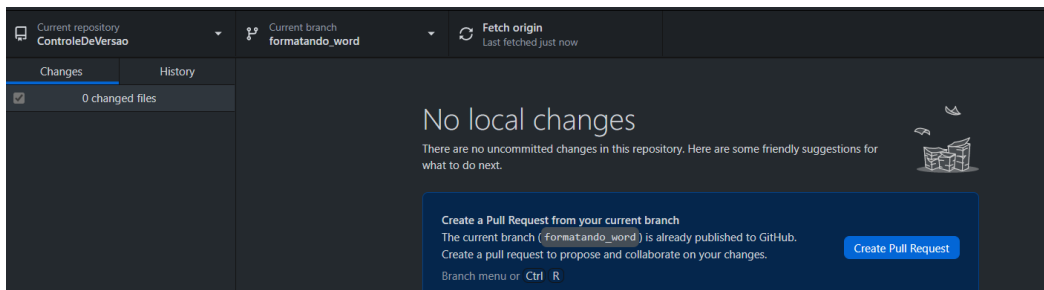 Current repository
ControleDeVersao
Current branch
formatando_word
Fetch origin
Last fetched just now
Changes
History
0 changed files
No local changes
There are no uncommitted changes in this repository. Here are some friendly suggestions for
what to do next.
Create a Pull Request from your current branch
The current branch (formatando_word) is already published to GitHub.
Create a pull request to propose and collaborate on your changes.
Branch menu or Ctrl R
Create Pull Request